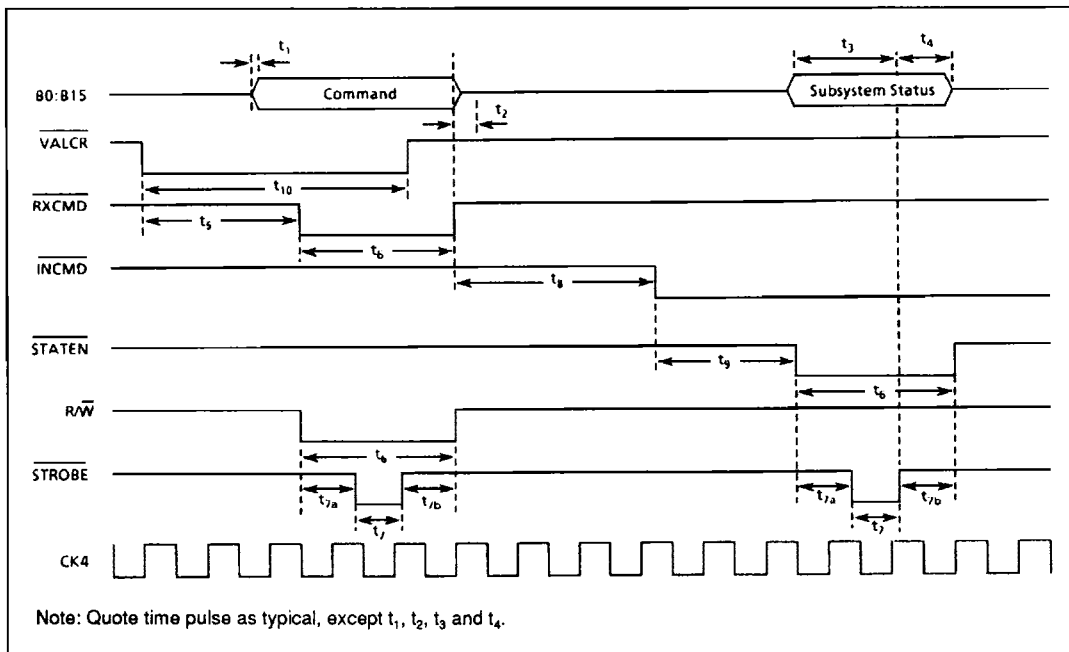 t₁
t₃
t₄
B0:B15
Command
Subsystem Status
t₂
VALCR
t₁₀
RXCMD
t₅
t₆
INCMD
t₈
STATEN
t₉
t₆
R/W
t₆
STROBE
t₇ₐ
t₇b
t₇ₐ
t₇b
t₇
t₇
CK4
Note: Quote time pulse as typical, except t₁, t₂, t₃ and t₄.